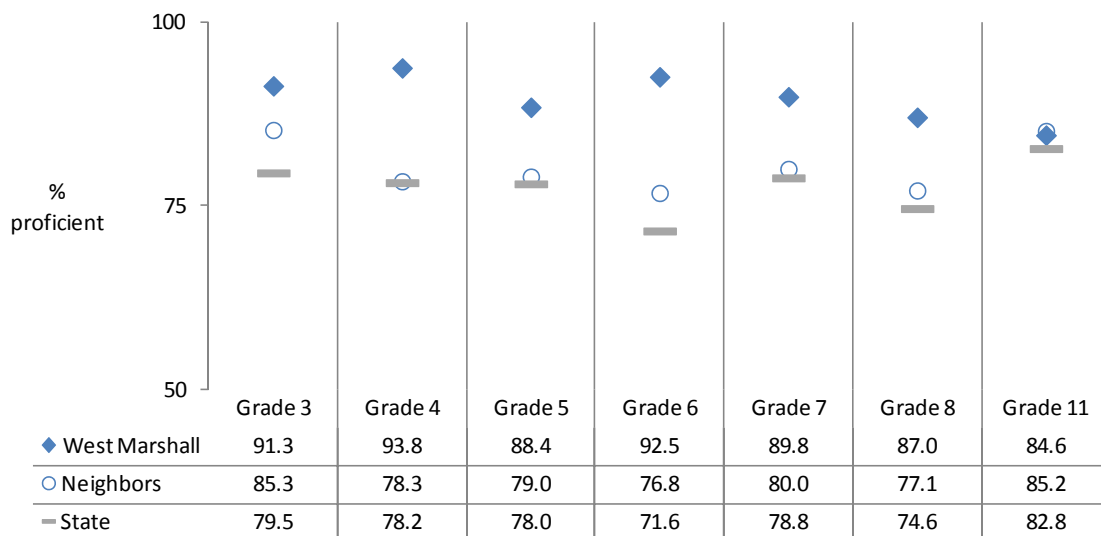 100
%
proficient
75
50
Grade 3 Grade 4 Grade 5 Grade 6 Grade 7 Grade 8 Grade 11
West Marshall 91.3 93.8 88.4 92.5 89.8 87.0 84.6
Neighbors 85.3 78.3 79.0 76.8 80.0 77.1 85.2
State 79.5 78.2 78.0 71.6 78.8 74.6 82.8